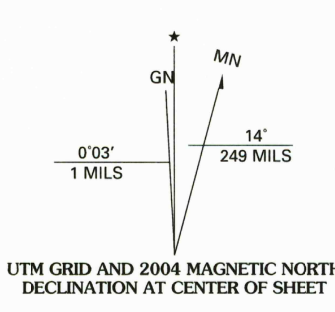 ★
MN
GN
0°03'
1 MILS
14°
249 MILS
UTM GRID AND 2004 MAGNETIC NORTH
DECLINATION AT CENTER OF SHEET